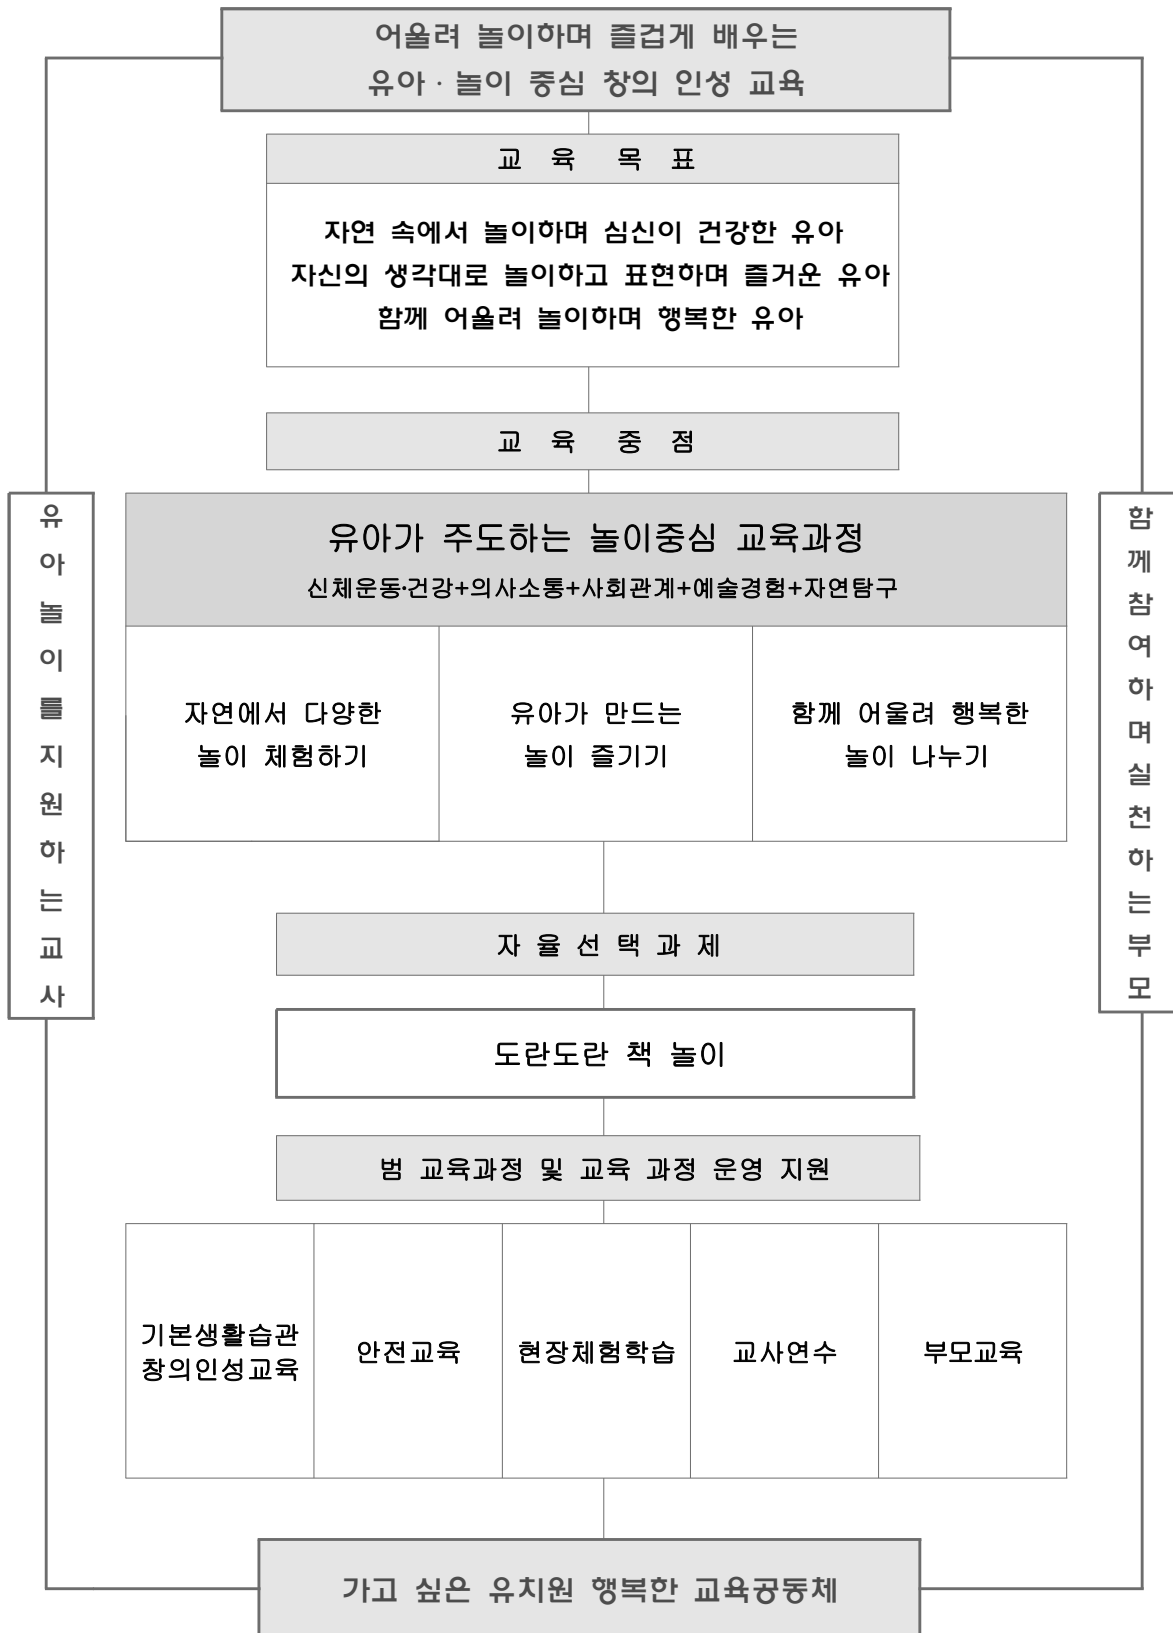 어울려 놀이하며 즐겁게 배우는
유아 · 놀이 중심 창의 인성 교육
교 육 목 표
자연 속에서 놀이하며 심신이 건강한 유아
자신의 생각대로 놀이하고 표현하며 즐거운 유아
함께 어울려 놀이하며 행복한 유아
교 육 중 점
유아놀이를지원하는교사
유아가 주도하는 놀이중심 교육과정
신체운동·건강+의사소통+사회관계+예술경험+자연탐구
자연에서 다양한
놀이 체험하기
유아가 만드는
놀이 즐기기
함께 어울려 행복한
놀이 나누기
함께참여하며실천하는부모
자 율 선 택 과 제
도란도란 책 놀이
범 교육과정 및 교육 과정 운영 지원
기본생활습관
창의인성교육
안전교육
현장체험학습
교사연수
부모교육
가고 싶은 유치원 행복한 교육공동체